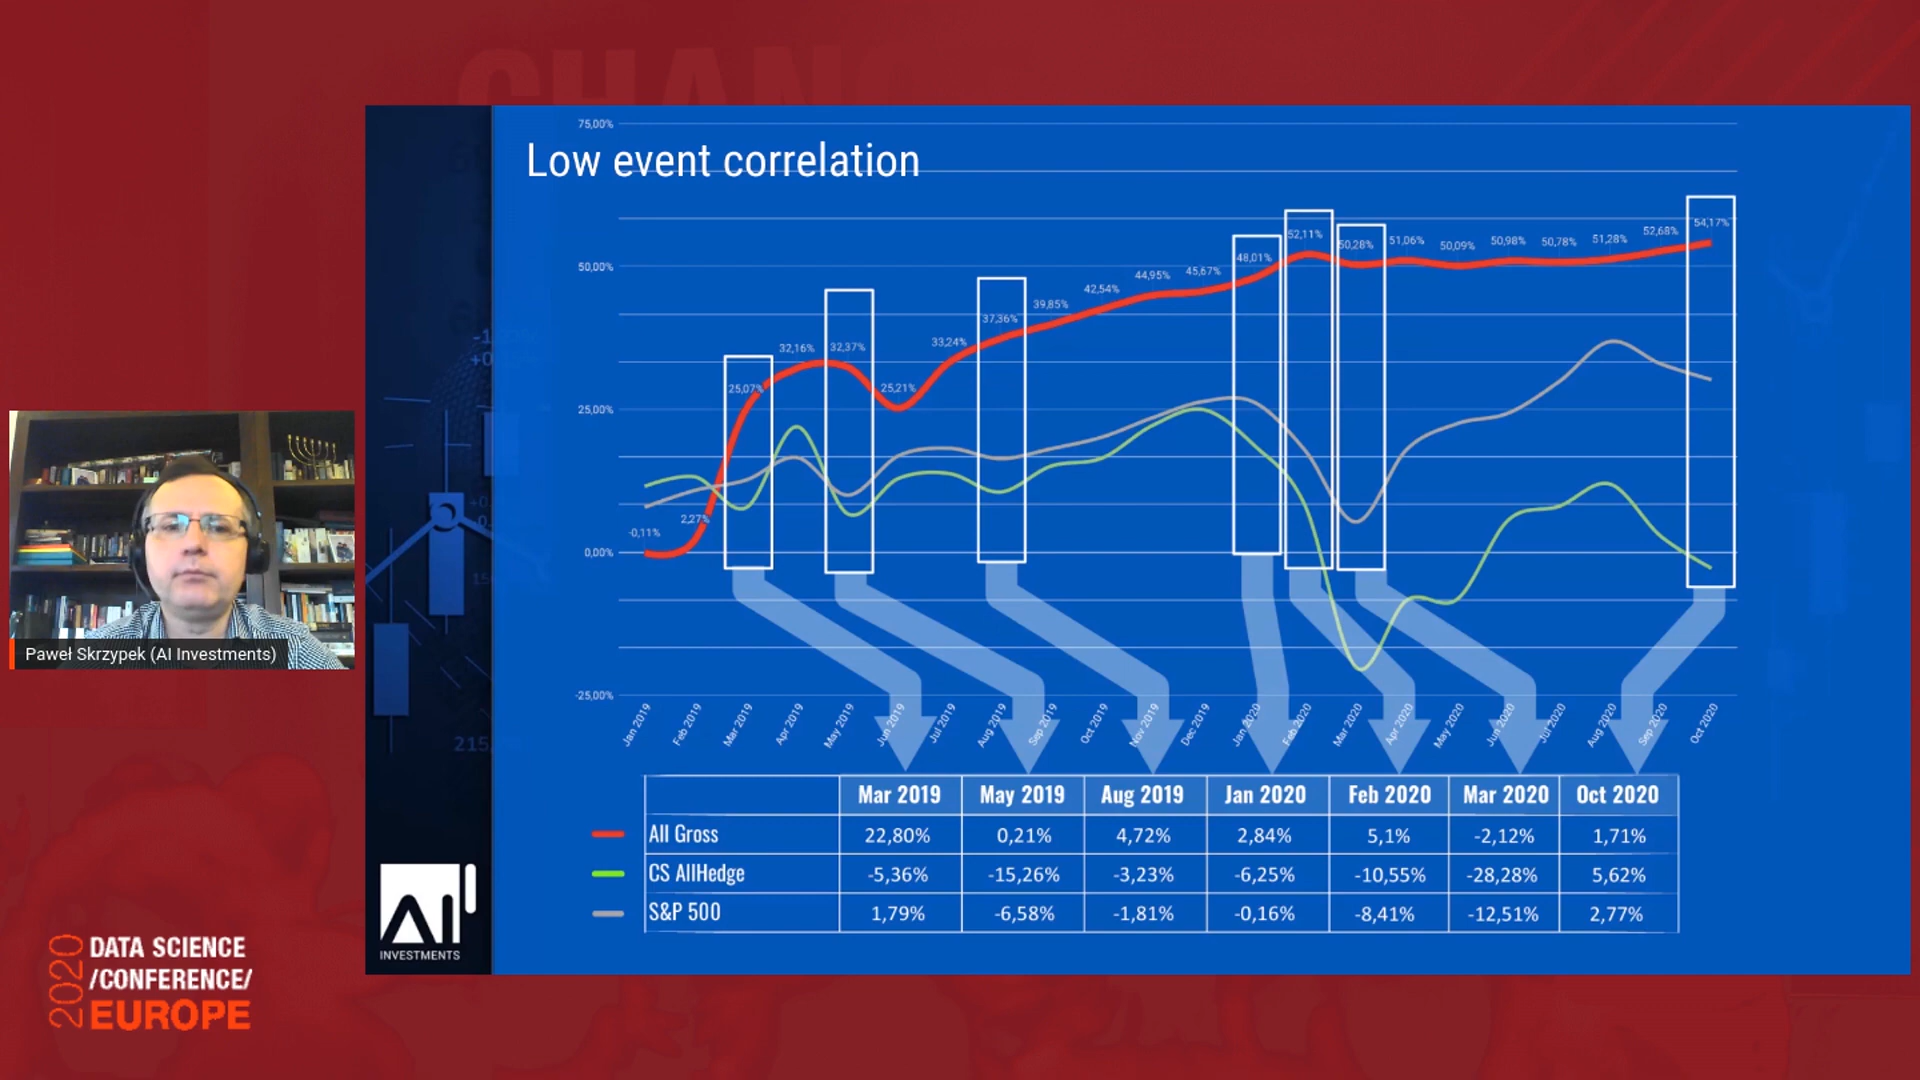 CHAN
75,00%
Low event correlation
50,00%
25,00%
0,00%
-25,00%
-0,11%
2,27%
25,07%
32,16%
32,37%
25,21%
33,24%
37,36%
39,85%
42,54%
44,95%
45,67%
48,01%
52,11%
50,28%
51,06%
50,09%
50,98%
50,78%
51,28%
52,68%
54,17%
Jan 2019
Feb 2019
Mar 2019
Apr 2019
May 2019
Jun 2019
Jul 2019
Aug 2019
Sep 2019
Oct 2019
Nov 2019
Dec 2019
Jan 2020
Feb 2020
Mar 2020
Apr 2020
May 2020
Jun 2020
Jul 2020
Aug 2020
Sep 2020
Oct 2020
Mar 2019 May 2019 Aug 2019 Jan 2020 Feb 2020 Mar 2020 Oct 2020
All Gross 22,80% 0,21% 4,72% 2,84% 5,1% -2,12% 1,71%
CS AllHedge -5,36% -15,26% -3,23% -6,25% -10,55% -28,28% 5,62%
S&P 500 1,79% -6,58% -1,81% -0,16% -8,41% -12,51% 2,77%
Paweł Skrzypek (AI Investments)
215,
AI
INVESTMENTS
2020
DATA SCIENCE
/CONFERENCE/
EUROPE